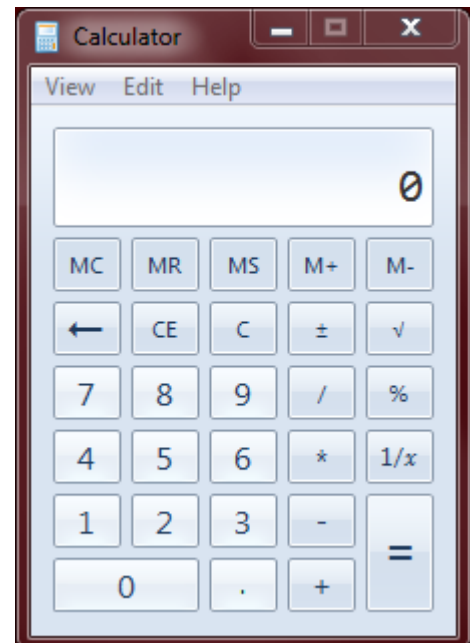 Calculator
View Edit Help
0
MC MR MS M+ M-
← CE C ± √
7 8 9 / %
4 5 6 * 1/x
1 2 3 -
=
0 . +